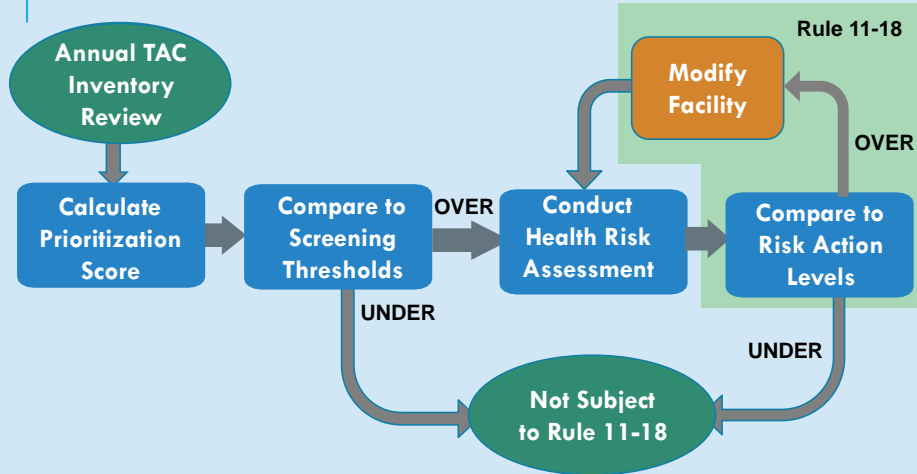 Rule 11-18
Annual TAC
Inventory
Review
Modify
Facility
OVER
Calculate
Prioritization
Score
Compare to
Screening
Thresholds
OVER
Conduct
Health Risk
Assessment
Compare to
Risk Action
Levels
UNDER
UNDER
Not Subject
to Rule 11-18